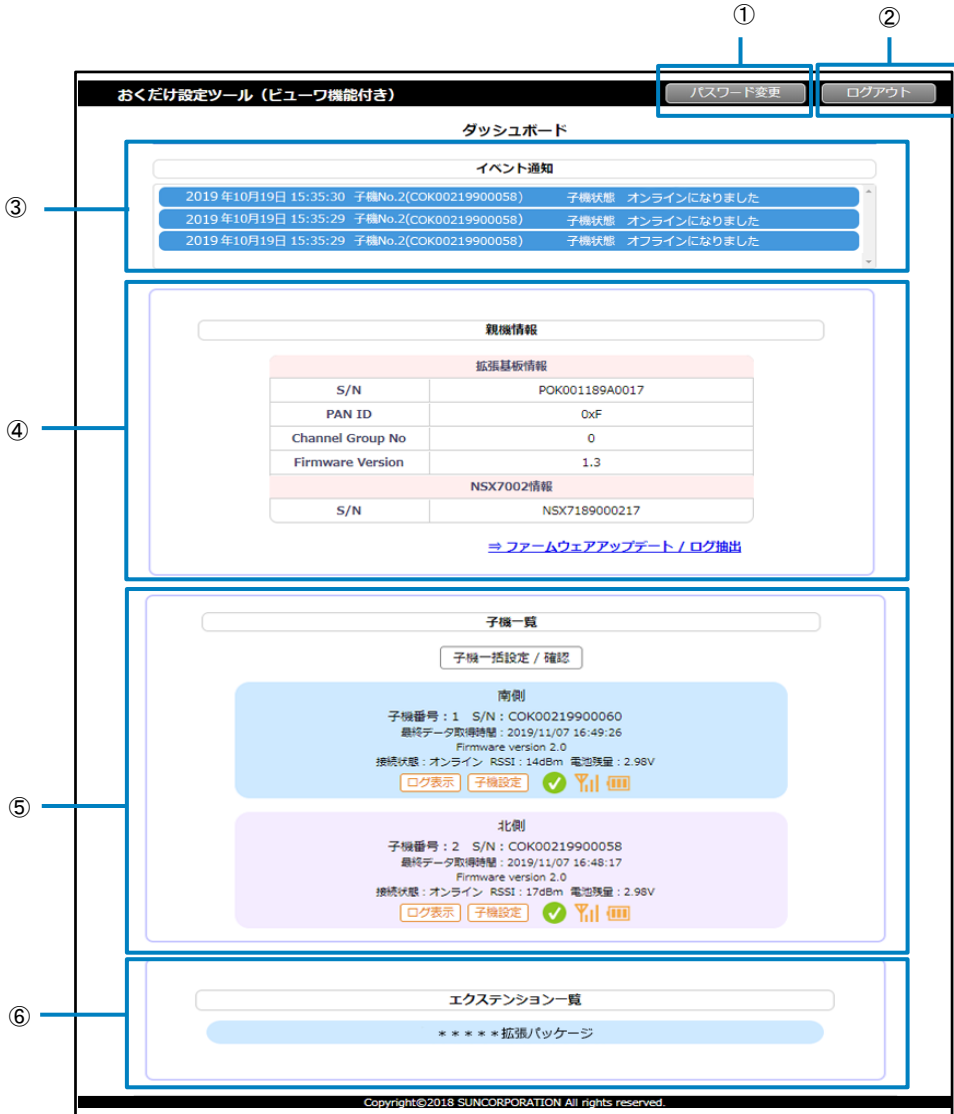 ① ②
おくだけ設定ツール（ビューワ機能付き） パスワード変更 ログアウト
ダッシュボード
イベント通知
③
2019年10月19日 15:35:30 子機No.2(COK00219900058) 子機状態 オンラインになりました
2019年10月19日 15:35:29 子機No.2(COK00219900058) 子機状態 オンラインになりました
2019年10月19日 15:35:29 子機No.2(COK00219900058) 子機状態 オフラインになりました
親機情報
拡張基板情報
S/N POK001189A0017
PAN ID 0xF
④
Channel Group No 0
Firmware Version 1.3
NSX7002情報
S/N NSX7189000217
⇒ ファームウェアアップデート / ログ抽出
子機一覧
子機一括設定 / 確認
南側
子機番号：1 S/N：COK00219900060
最終データ取得時間：2019/11/07 16:49:26
Firmware version 2.0
接続状態：オンライン RSSI：14dBm 電池残量：2.98V
ログ表示 子機設定
⑤
北側
子機番号：2 S/N：COK00219900058
最終データ取得時間：2019/11/07 16:48:17
Firmware version 2.0
接続状態：オンライン RSSI：17dBm 電池残量：2.98V
ログ表示 子機設定
エクステンション一覧
⑥
＊＊＊＊＊拡張パッケージ
Copyright©2018 SUNCORPORATION All rights reserved.